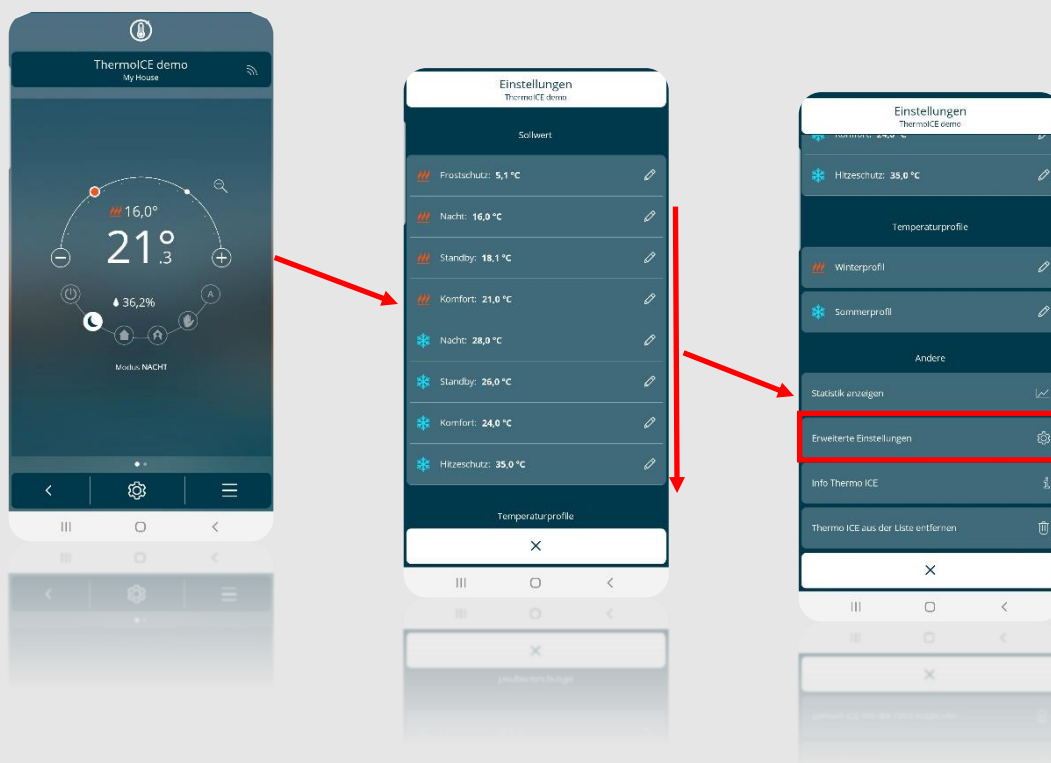 ThermoICE demo
My House
16,0°
21°.3
36,2%
A
Modus NACHT
Einstellungen
ThermoICE demo
Sollwert
Frostschutz: 5,1 °C
Nacht: 16,0 °C
Standby: 18,1 °C
Komfort: 21,0 °C
Nacht: 28,0 °C
Standby: 26,0 °C
Komfort: 24,0 °C
Hitzeschutz: 35,0 °C
Temperaturprofile
Einstellungen
ThermoICE demo
Komfort: 24,0 °C
Hitzeschutz: 35,0 °C
Temperaturprofile
Winterprofil
Sommerprofil
Andere
Statistik anzeigen
Erweiterte Einstellungen
Info Thermo ICE
Thermo ICE aus der Liste entfernen